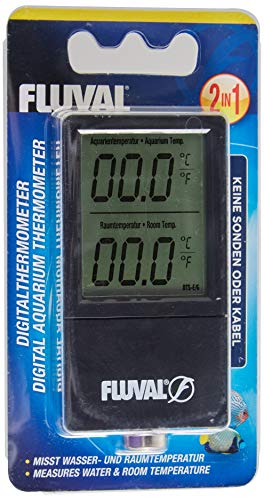 FLUVAL
2 IN 1
DIGITALTHERMOMETER
DIGITAL AQUARIUM THERMOMETER
Aquarientemperatur • Aquarium Temp.
00.0 °C °F
Raumtemperatur • Room Temp.
00.0 °C °F
DTS-E/G
KEINE SONDEN ODER KABEL
FLUVAL
• MISST WASSER- UND RAUMTEMPERATUR
• MEASURES WATER & ROOM TEMPERATURE